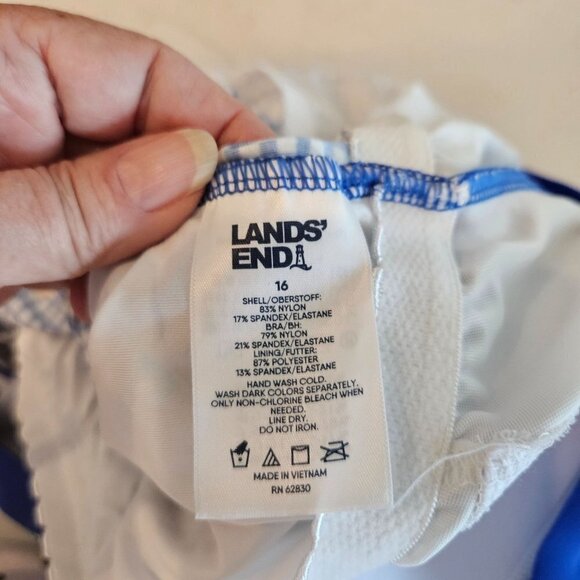 LANDS'
END
16
SHELL/OBERSTOFF:
83% NYLON
17% SPANDEX/ELASTANE
BRA/BH:
79% NYLON
21% SPANDEX/ELASTANE
LINING/FUTTER:
87% POLYESTER
13% SPANDEX/ELASTANE
HAND WASH COLD.
WASH DARK COLORS SEPARATELY.
ONLY NON-CHLORINE BLEACH WHEN
NEEDED.
LINE DRY.
DO NOT IRON.
MADE IN VIETNAM
RN 62830